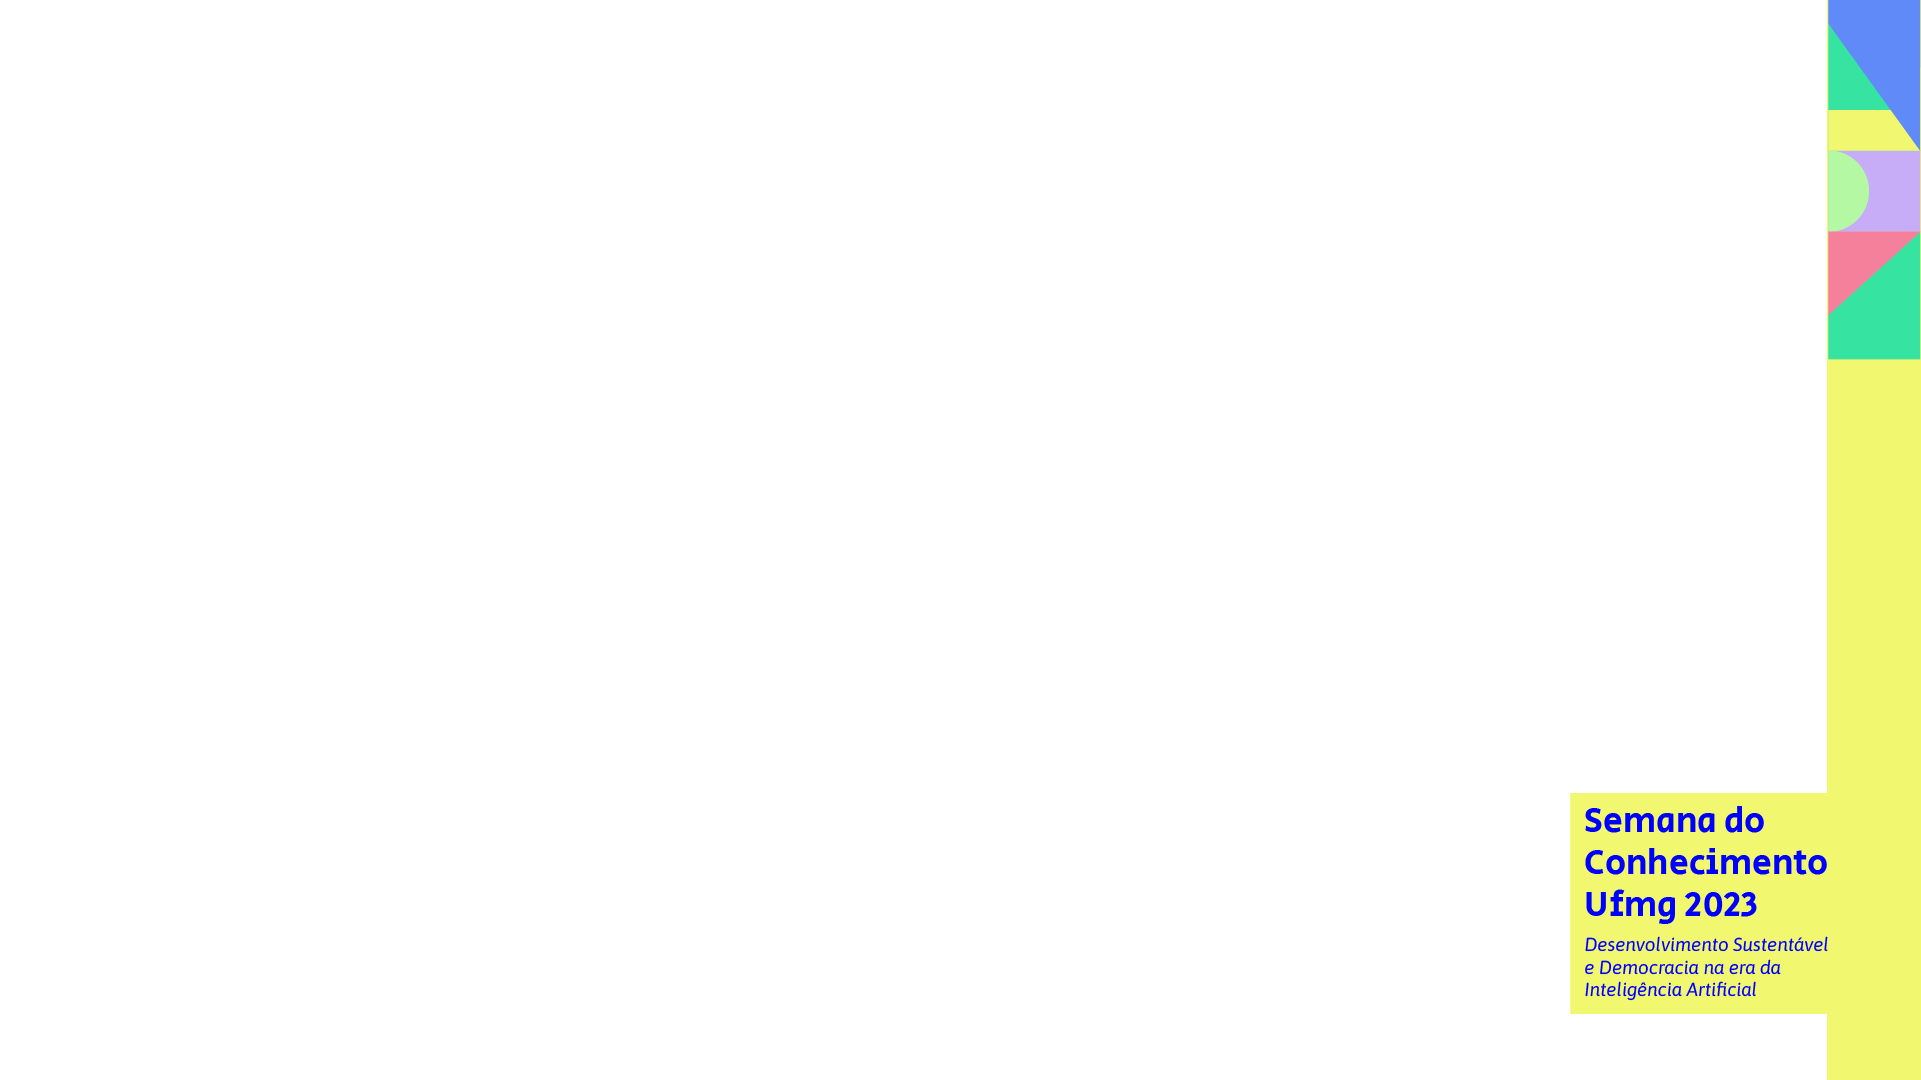 Semana do
Conhecimento
Ufmg 2023
Desenvolvimento Sustentável
e Democracia na era da
Inteligência Artificial